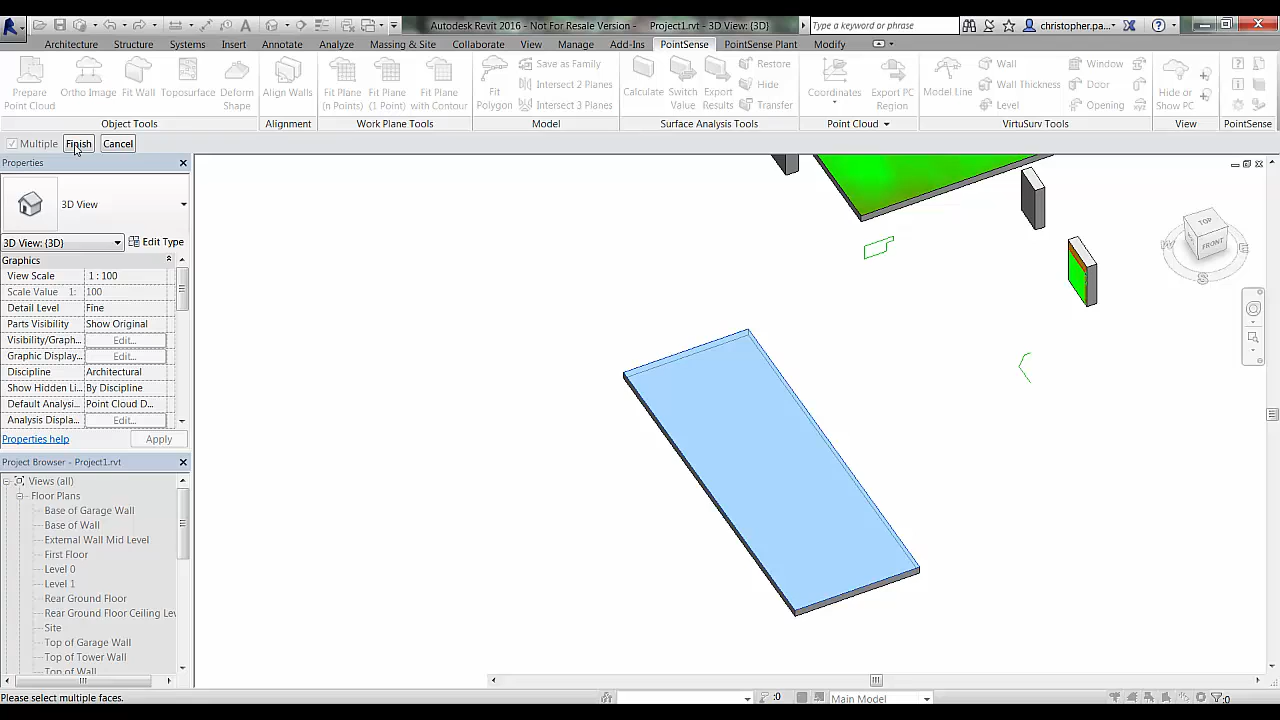 Autodesk Revit 2016 - Not For Resale Version - Project1.rvt - 3D View: {3D}
Type a keyword or phrase
christopher.pa...
Architecture Structure Systems Insert Annotate Analyze Massing & Site Collaborate View Manage Add-Ins PointSense PointSense Plant Modify
Prepare Point Cloud
Ortho Image
Fit Wall
Toposurface
Deform Shape
Align Walls
Fit Plane (n Points)
Fit Plane (1 Point)
Fit Plane with Contour
Fit Polygon
Save as Family
Intersect 2 Planes
Intersect 3 Planes
Calculate
Switch Value
Export Results
Restore
Hide
Transfer
Coordinates
Export PC Region
Model Line
Wall
Wall Thickness
Level
Window
Door
Opening
Hide or Show PC
Object Tools
Alignment
Work Plane Tools
Model
Surface Analysis Tools
Point Cloud
VirtuSurv Tools
View
PointSense
Multiple Finish Cancel
Properties
3D View
3D View: {3D}
Edit Type
Graphics
View Scale 1 : 100
Scale Value 1: 100
Detail Level Fine
Parts Visibility Show Original
Visibility/Graph... Edit...
Graphic Display... Edit...
Discipline Architectural
Show Hidden Li... By Discipline
Default Analysi... Point Cloud D...
Analysis Displa... Edit...
Properties help
Apply
Project Browser - Project1.rvt
Views (all)
Floor Plans
Base of Garage Wall
Base of Wall
External Wall Mid Level
First Floor
Level 0
Level 1
Rear Ground Floor
Rear Ground Floor Ceiling Lev
Site
Top of Garage Wall
Top of Tower Wall
Top of Wall
TOP
FRONT
W
E
S
Please select multiple faces.
:0
Main Model
:0